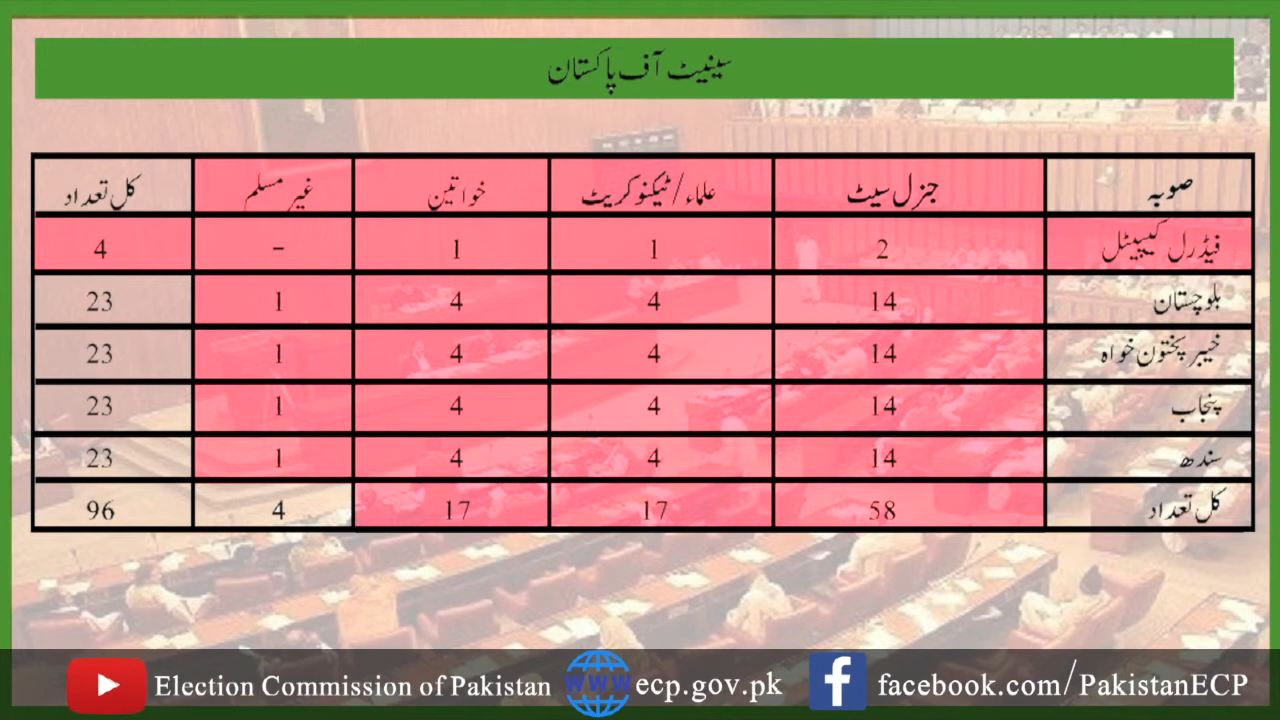 سینیٹ آف پاکستان
صوبہ جنرل سیٹ علماء/ٹیکنوکریٹ خواتین غیر مسلم کل تعداد
فیڈرل کیپیٹل 2 1 1 - 4
بلوچستان 14 4 4 1 23
خیبر پختون خواہ 14 4 4 1 23
پنجاب 14 4 4 1 23
سندھ 14 4 4 1 23
کل تعداد 58 17 17 4 96
Election Commission of Pakistan www ecp.gov.pk f facebook.com/PakistanECP